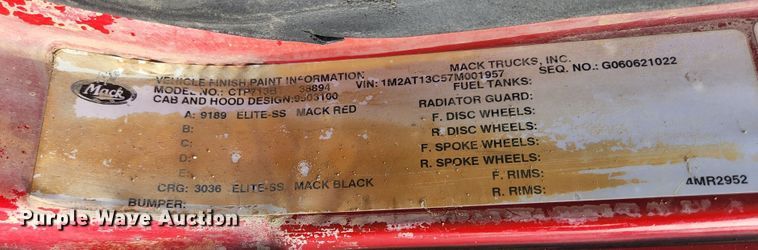 Mack
VEHICLE FINISH PAINT INFORMATION
MACK TRUCKS, INC.
MODEL NO.: CTP713B 38894
VIN: 1M2AT13C57M001957
SEQ. NO.: G060621022
CAB AND HOOD DESIGN:9503190
FUEL TANKS:
A: 9189 ELITE-SS MACK RED
RADIATOR GUARD:
B:
F. DISC WHEELS:
C:
R. DISC WHEELS:
D:
F. SPOKE WHEELS:
E:
R. SPOKE WHEELS:
F. RIMS:
CRG: 3036 ELITE-SS MACK BLACK
R. RIMS:
4MR2952
BUMPER:
Purple Wave Auction